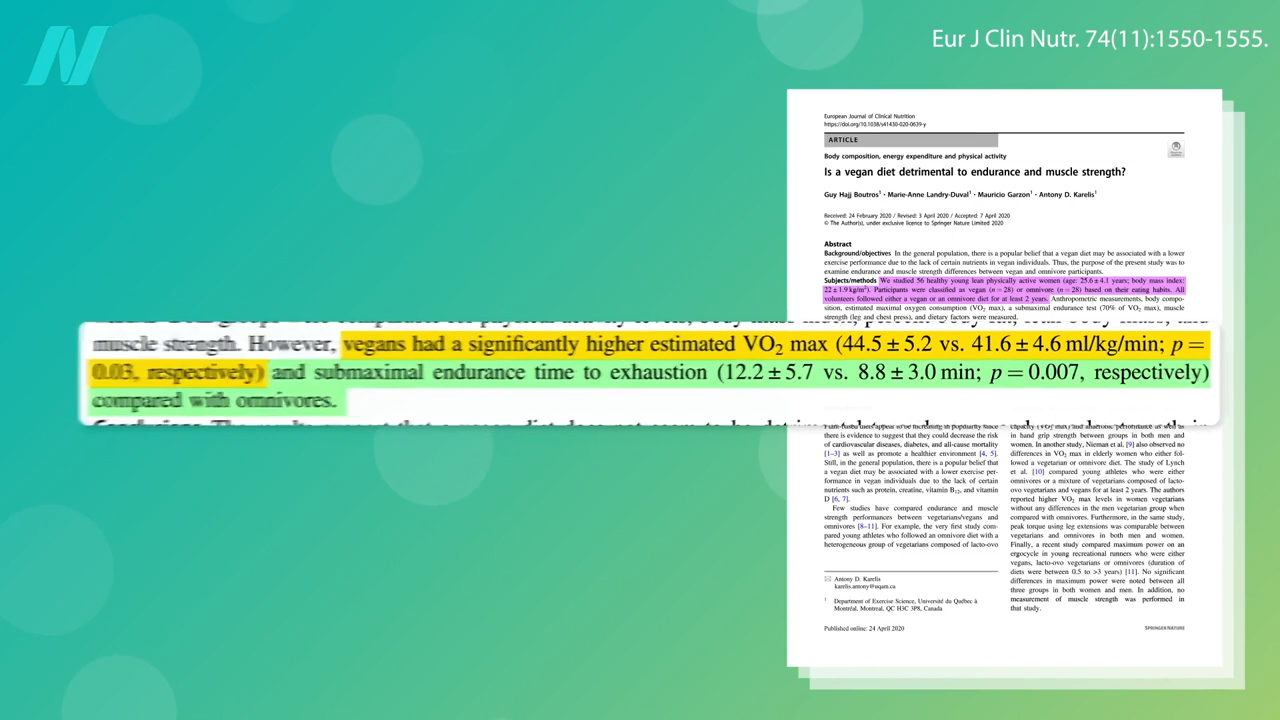 Eur J Clin Nutr. 74(11):1550-1555.
European Journal of Clinical Nutrition
https://doi.org/10.1038/s41430-020-0639-y
ARTICLE
Body composition, energy expenditure and physical activity
Is a vegan diet detrimental to endurance and muscle strength?
Guy Hajj Boutros¹ · Marie-Anne Landry-Duval¹ · Mauricio Garzon¹ · Antony D. Karelis¹
Received: 24 February 2020 / Revised: 3 April 2020 / Accepted: 7 April 2020
© The Author(s), under exclusive licence to Springer Nature Limited 2020
Abstract
Background/objectives In the general population, there is a popular belief that a vegan diet may be associated with a lower
exercise performance due to the lack of certain nutrients in vegan individuals. Thus, the purpose of the present study was to
examine endurance and muscle strength differences between vegan and omnivore participants.
Subjects/methods We studied 56 healthy young lean physically active women (age: 25.6 ± 4.1 years; body mass index:
22 ± 1.9 kg/m²). Participants were classified as vegan (n = 28) or omnivore (n = 28) based on their eating habits. All
volunteers followed either a vegan or an omnivore diet for at least 2 years. Anthropometric measurements, body compo-
sition, estimated maximal oxygen consumption (VO₂ max), a submaximal endurance test (70% of VO₂ max), muscle
strength (leg and chest press), and dietary factors were measured.
muscle strength. However, vegans had a significantly higher estimated VO₂ max (44.5 ± 5.2 vs. 41.6 ± 4.6 ml/kg/min; p =
0.03, respectively) and submaximal endurance time to exhaustion (12.2 ± 5.7 vs. 8.8 ± 3.0 min; p = 0.007, respectively)
compared with omnivores.
Plant-based diets appear to be increasing in popularity since
there is evidence to suggest that they could decrease the risk
of cardiovascular diseases, diabetes, and all-cause mortality
[1–3] as well as promote a healthier environment [4, 5].
Still, in the general population, there is a popular belief that
a vegan diet may be associated with a lower exercise per-
formance in vegan individuals due to the lack of certain
nutrients such as protein, creatine, vitamin B₁₂, and vitamin
D [6, 7].
Few studies have compared endurance and muscle
strength performances between vegetarians/vegans and
omnivores [8–11]. For example, the very first study com-
pared young athletes who followed an omnivore diet with a
heterogeneous group of vegetarians composed of lacto-ovo
capacity (VO₂ max) and anaerobic performance as well as
in hand grip strength between groups in both men and
women. In another study, Nieman et al. [9] also observed no
differences in VO₂ max in elderly women who either fol-
lowed a vegetarian or omnivore diet. The study of Lynch
et al. [10] compared young athletes who were either
omnivores or a mixture of vegetarians composed of lacto-
ovo vegetarians and vegans for at least 2 years. The authors
reported higher VO₂ max levels in women vegetarians
without any differences in the men vegetarian group when
compared with omnivores. Furthermore, in the same study,
peak torque using leg extensions was comparable between
vegetarians and omnivores in both men and women.
Finally, a recent study compared maximum power on an
ergocycle in young recreational runners who were either
vegans, lacto-ovo vegetarians or omnivores (duration of
diets were between 0.5 to >3 years) [11]. No significant
differences in maximum power were noted between all
three groups in both women and men. In addition, no
measurement of muscle strength was performed in
that study.
Antony D. Karelis
karelis.antony@uqam.ca
¹ Department of Exercise Science, Université du Québec à
Montréal, Montreal, QC H3C 3P8, Canada
Published online: 24 April 2020
SPRINGER NATURE